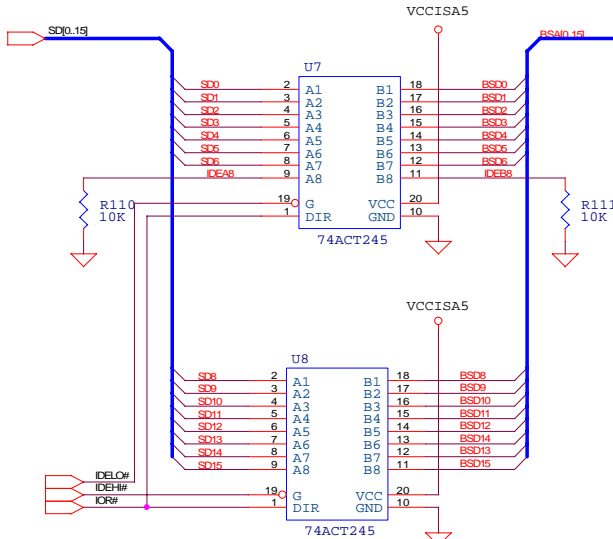 VCCISA5
SD[0..15]
BSA[0..15]
U7
SD0 2 A1 B1 18 BSD0
SD1 3 A2 B2 17 BSD1
SD2 4 A3 B3 16 BSD2
SD3 5 A4 B4 15 BSD3
SD4 6 A5 B5 14 BSD4
SD5 7 A6 B6 13 BSD5
SD6 8 A7 B7 12 BSD6
IDEA8 9 A8 B8 11 IDEB8
R110 19 G VCC 20 R111
10K 1 DIR GND 10 10K
74ACT245
VCCISA5
U8
SD8 2 A1 B1 18 BSD8
SD9 3 A2 B2 17 BSD9
SD10 4 A3 B3 16 BSD10
SD11 5 A4 B4 15 BSD11
SD12 6 A5 B5 14 BSD12
SD13 7 A6 B6 13 BSD14
SD14 8 A7 B7 12 BSD13
SD15 9 A8 B8 11 BSD15
IDELO#
IDEHI# 19 G VCC 20
IOR# 1 DIR GND 10
74ACT245